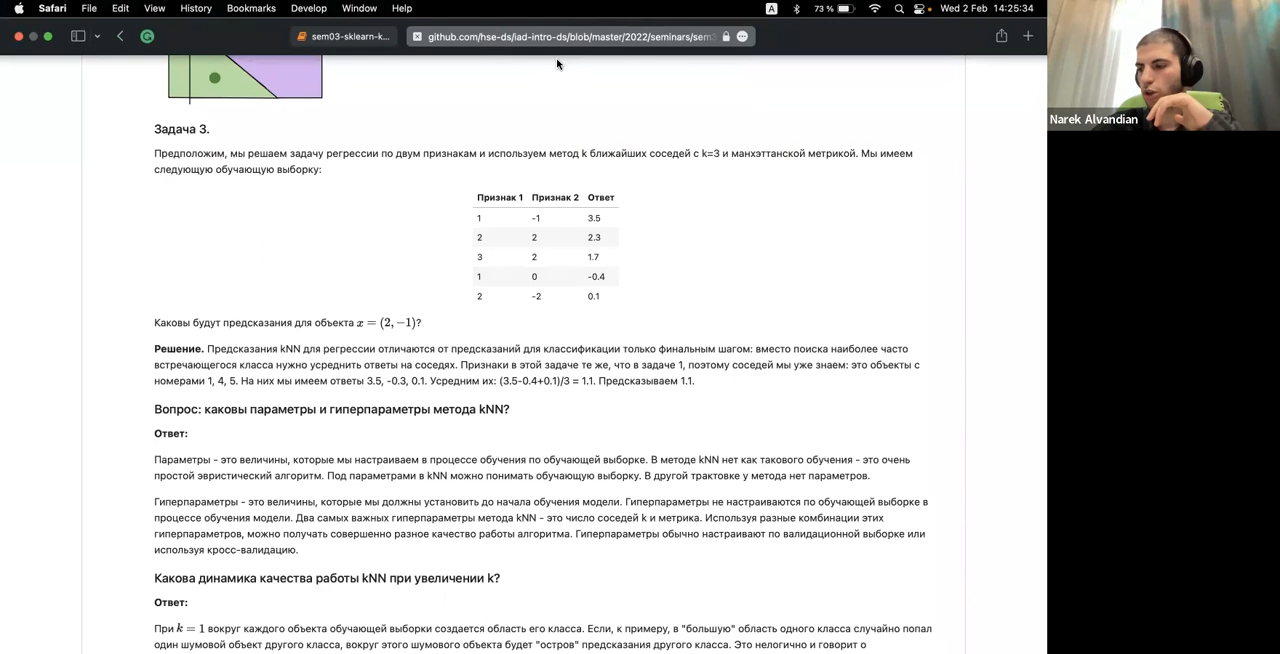 Safari File Edit View History Bookmarks Develop Window Help A 73 % Wed 2 Feb 14:25:34
sem03-sklearn-k... github.com/hse-ds/iad-intro-ds/blob/master/2022/seminars/sem
Narek Alvandian
Задача 3.
Предположим, мы решаем задачу регрессии по двум признакам и используем метод k ближайших соседей с k=3 и манхэттанской метрикой. Мы имеем
следующую обучающую выборку:
Признак 1 Признак 2 Ответ
1 -1 3.5
2 2 2.3
3 2 1.7
1 0 -0.4
2 -2 0.1
Каковы будут предсказания для объекта x = (2, −1)?
Решение. Предсказания kNN для регрессии отличаются от предсказаний для классификации только финальным шагом: вместо поиска наиболее часто
встречающегося класса нужно усреднить ответы на соседях. Признаки в этой задаче те же, что в задаче 1, поэтому соседей мы уже знаем: это объекты с
номерами 1, 4, 5. На них мы имеем ответы 3.5, -0.3, 0.1. Усредним их: (3.5-0.4+0.1)/3 = 1.1. Предсказываем 1.1.
Вопрос: каковы параметры и гиперпараметры метода kNN?
Ответ:
Параметры - это величины, которые мы настраиваем в процессе обучения по обучающей выборке. В методе kNN нет как такового обучения - это очень
простой эвристический алгоритм. Под параметрами в kNN можно понимать обучающую выборку. В другой трактовке у метода нет параметров.
Гиперпараметры - это величины, которые мы должны установить до начала обучения модели. Гиперпараметры не настраиваются по обучающей выборке в
процессе обучения модели. Два самых важных гиперпараметры метода kNN - это число соседей k и метрика. Используя разные комбинации этих
гиперпараметров, можно получать совершенно разное качество работы алгоритма. Гиперпараметры обычно настраивают по валидационной выборке или
используя кросс-валидацию.
Какова динамика качества работы kNN при увеличении k?
Ответ:
При k = 1 вокруг каждого объекта обучающей выборки создается область его класса. Если, к примеру, в "большую" область одного класса случайно попал
один шумовой объект другого класса, вокруг этого шумового объекта будет "остров" предсказания другого класса. Это нелогично и говорит о